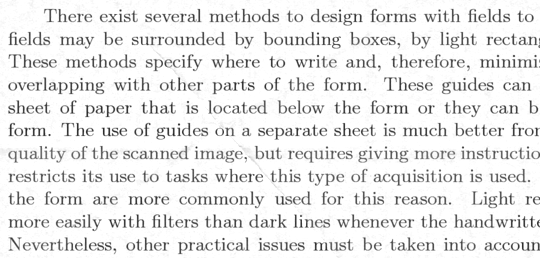 There exist several methods to design forms with fields to
fields may be surrounded by bounding boxes, by light rectan
These methods specify where to write and, therefore, minimi
overlapping with other parts of the form. These guides can
sheet of paper that is located below the form or they can b
form. The use of guides on a separate sheet is much better fro
quality of the scanned image, but requires giving more instructio
restricts its use to tasks where this type of acquisition is used.
the form are more commonly used for this reason. Light re
more easily with filters than dark lines whenever the handwritt
Nevertheless, other practical issues must be taken into accoun